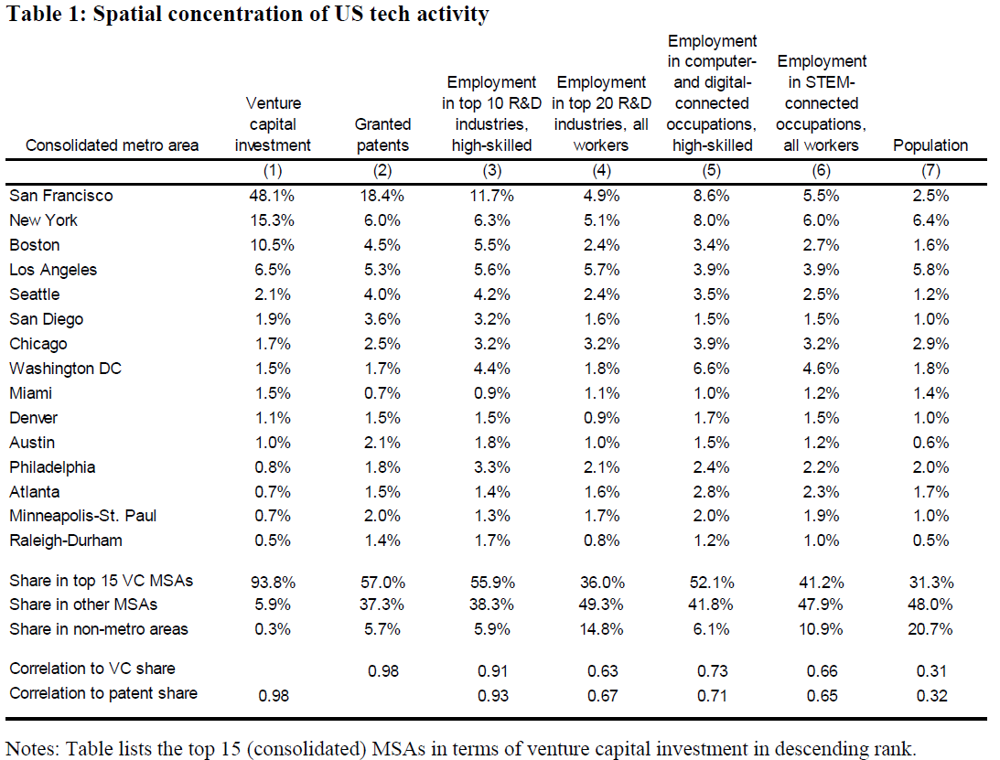 Table 1: Spatial concentration of US tech activity
Employment
in computer- Employment
Employment Employment and digital- in STEM-
Venture in top 10 R&D in top 20 R&D connected connected
capital Granted industries, industries, all occupations, occupations,
Consolidated metro area investment patents high-skilled workers high-skilled all workers Population
(1) (2) (3) (4) (5) (6) (7)
San Francisco 48.1% 18.4% 11.7% 4.9% 8.6% 5.5% 2.5%
New York 15.3% 6.0% 6.3% 5.1% 8.0% 6.0% 6.4%
Boston 10.5% 4.5% 5.5% 2.4% 3.4% 2.7% 1.6%
Los Angeles 6.5% 5.3% 5.6% 5.7% 3.9% 3.9% 5.8%
Seattle 2.1% 4.0% 4.2% 2.4% 3.5% 2.5% 1.2%
San Diego 1.9% 3.6% 3.2% 1.6% 1.5% 1.5% 1.0%
Chicago 1.7% 2.5% 3.2% 3.2% 3.9% 3.2% 2.9%
Washington DC 1.5% 1.7% 4.4% 1.8% 6.6% 4.6% 1.8%
Miami 1.5% 0.7% 0.9% 1.1% 1.0% 1.2% 1.4%
Denver 1.1% 1.5% 1.5% 0.9% 1.7% 1.5% 1.0%
Austin 1.0% 2.1% 1.8% 1.0% 1.5% 1.2% 0.6%
Philadelphia 0.8% 1.8% 3.3% 2.1% 2.4% 2.2% 2.0%
Atlanta 0.7% 1.5% 1.4% 1.6% 2.8% 2.3% 1.7%
Minneapolis-St. Paul 0.7% 2.0% 1.3% 1.7% 2.0% 1.9% 1.0%
Raleigh-Durham 0.5% 1.4% 1.7% 0.8% 1.2% 1.0% 0.5%
Share in top 15 VC MSAs 93.8% 57.0% 55.9% 36.0% 52.1% 41.2% 31.3%
Share in other MSAs 5.9% 37.3% 38.3% 49.3% 41.8% 47.9% 48.0%
Share in non-metro areas 0.3% 5.7% 5.9% 14.8% 6.1% 10.9% 20.7%
Correlation to VC share 0.98 0.91 0.63 0.73 0.66 0.31
Correlation to patent share 0.98 0.93 0.67 0.71 0.65 0.32
Notes: Table lists the top 15 (consolidated) MSAs in terms of venture capital investment in descending rank.